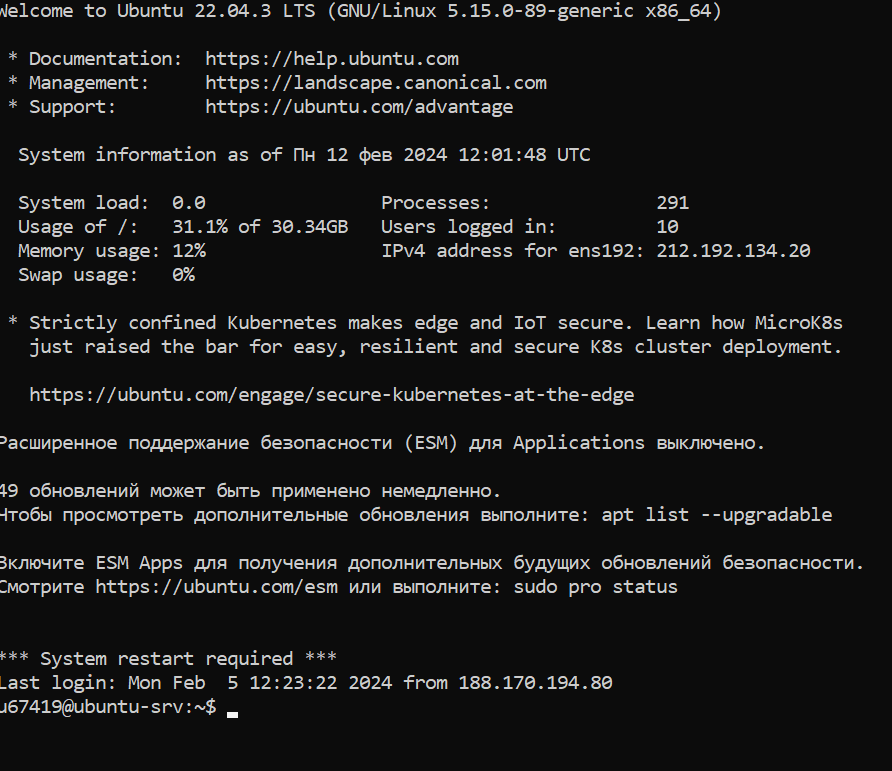 Welcome to Ubuntu 22.04.3 LTS (GNU/Linux 5.15.0-89-generic x86_64)
* Documentation:  https://help.ubuntu.com
* Management:     https://landscape.canonical.com
* Support:        https://ubuntu.com/advantage
System information as of Пн 12 фев 2024 12:01:48 UTC
System load:  0.0                Processes:               291
Usage of /:   31.1% of 30.34GB   Users logged in:         10
Memory usage: 12%                IPv4 address for ens192: 212.192.134.20
Swap usage:   0%
* Strictly confined Kubernetes makes edge and IoT secure. Learn how MicroK8s
just raised the bar for easy, resilient and secure K8s cluster deployment.
https://ubuntu.com/engage/secure-kubernetes-at-the-edge
Расширенное поддержание безопасности (ESM) для Applications выключено.
49 обновлений может быть применено немедленно.
Чтобы просмотреть дополнительные обновления выполните: apt list --upgradable
Включите ESM Apps для получения дополнительных будущих обновлений безопасности.
Смотрите https://ubuntu.com/esm или выполните: sudo pro status
*** System restart required ***
Last login: Mon Feb  5 12:23:22 2024 from 188.170.194.80
u67419@ubuntu-srv:~$